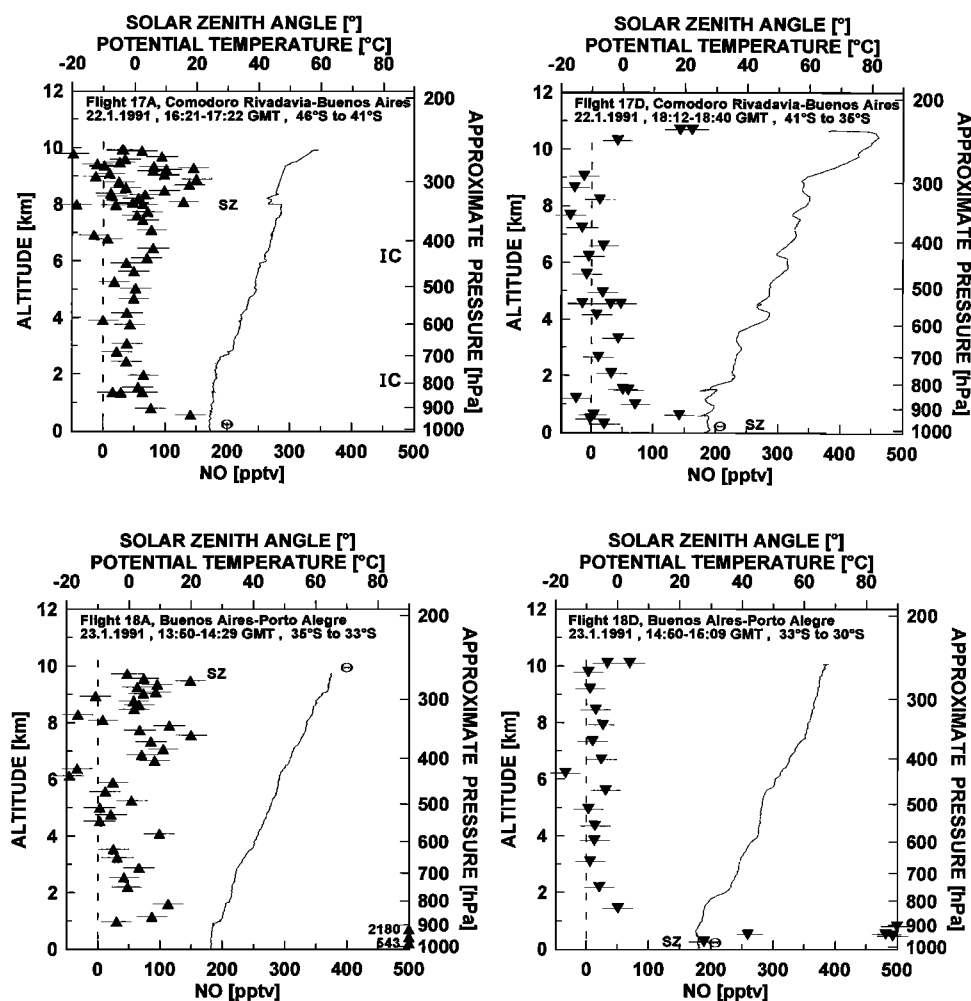 SOLAR ZENITH ANGLE [°]
POTENTIAL TEMPERATURE [°C]
-20 0 20 40 60 80
Flight 17A, Comodoro Rivadavia-Buenos Aires
22.1.1991 , 16:21-17:22 GMT , 46°S to 41°S
12
10
8
6
4
2
0
ALTITUDE [km]
SZ
IC
IC
Θ
200
300
400
500
600
700
800
900
1000
APPROXIMATE PRESSURE [hPa]
0 100 200 300 400 500
NO [pptv]
SOLAR ZENITH ANGLE [°]
POTENTIAL TEMPERATURE [°C]
-20 0 20 40 60 80
Flight 17D, Comodoro Rivadavia-Buenos Aires
22.1.1991 , 18:12-18:40 GMT , 41°S to 35°S
12
10
8
6
4
2
0
ALTITUDE [km]
Θ
SZ
200
300
400
500
600
700
800
900
1000
APPROXIMATE PRESSURE [hPa]
0 100 200 300 400 500
NO [pptv]
SOLAR ZENITH ANGLE [°]
POTENTIAL TEMPERATURE [°C]
-20 0 20 40 60 80
Flight 18A, Buenos Aires-Porto Alegre
23.1.1991 , 13:50-14:29 GMT , 35°S to 33°S
12
10
8
6
4
2
0
ALTITUDE [km]
SZ
Θ
2180
543
200
300
400
500
600
700
800
900
1000
APPROXIMATE PRESSURE [hPa]
0 100 200 300 400 500
NO [pptv]
SOLAR ZENITH ANGLE [°]
POTENTIAL TEMPERATURE [°C]
-20 0 20 40 60 80
Flight 18D, Buenos Aires-Porto Alegre
23.1.1991 , 14:50-16:09 GMT , 33°S to 30°S
12
10
8
6
4
2
0
ALTITUDE [km]
SZ
Θ
200
300
400
500
600
700
800
900
1000
APPROXIMATE PRESSURE [hPa]
0 100 200 300 400 500
NO [pptv]